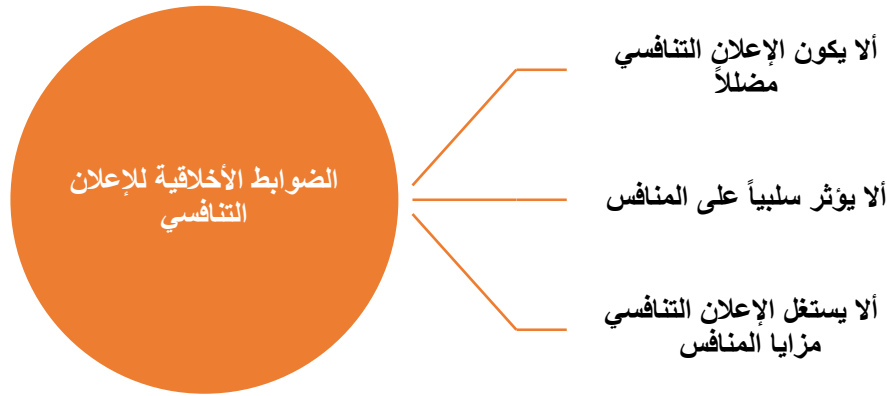 الضوابط الأخلاقية للإعلان
التنافسي
ألا يكون الإعلان التنافسي
مضللاً
ألا يؤثر سلبياً على المنافس
ألا يستغل الإعلان التنافسي
مزايا المنافس